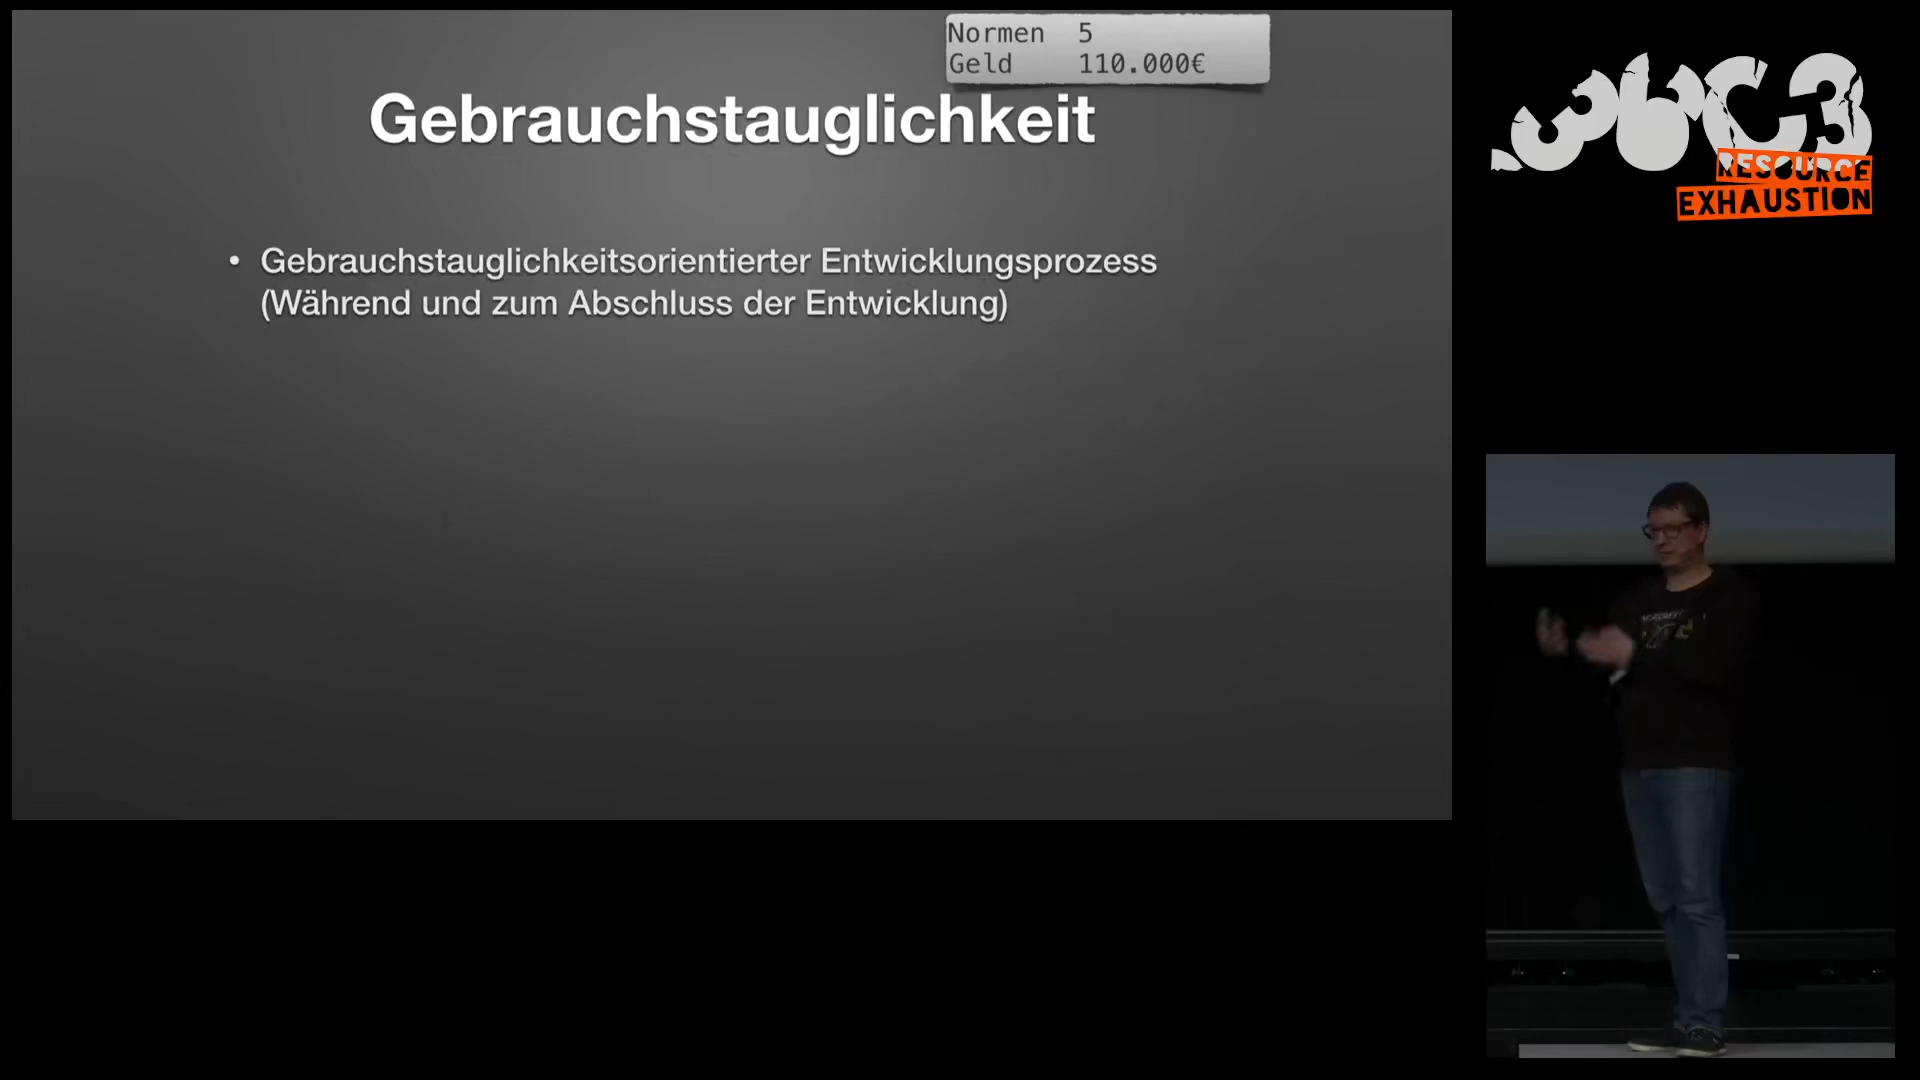 Normen 5
Geld 110.000€
Gebrauchstauglichkeit
• Gebrauchstauglichkeitsorientierter Entwicklungsprozess
(Während und zum Abschluss der Entwicklung)
36C3
RESOURCE
EXHAUSTION